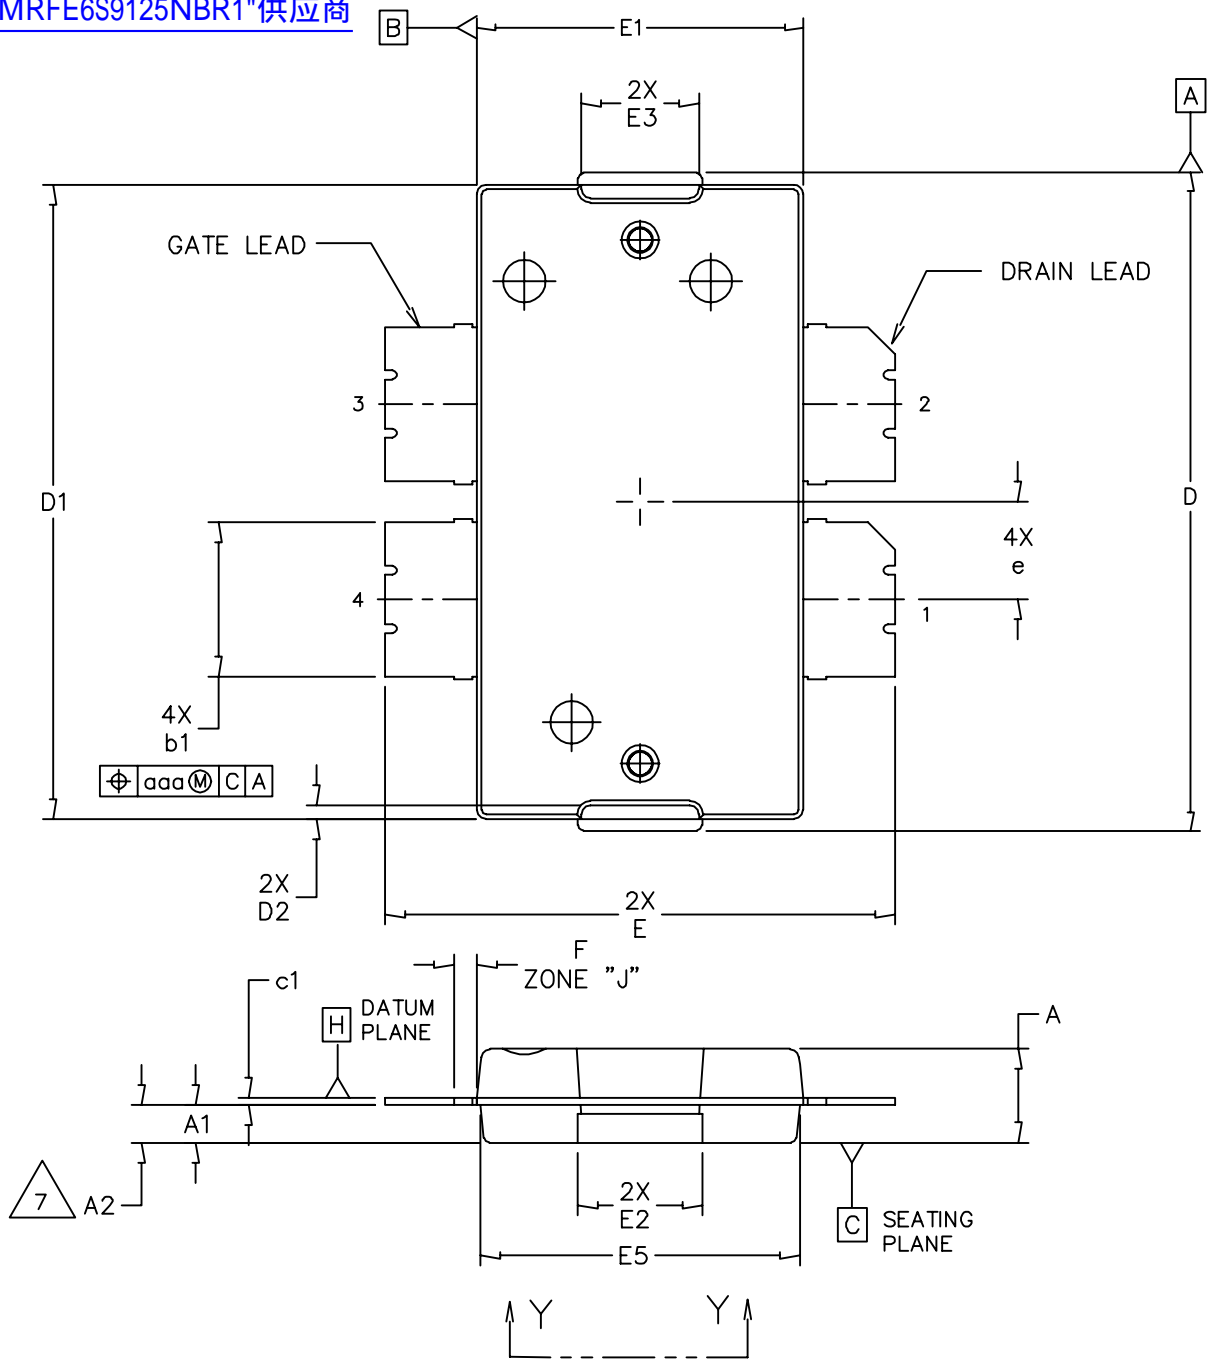 MRFE6S9125NBR1"供应商
B
E1
2X
E3
A
GATE LEAD
DRAIN LEAD
3
2
D1
D
4X
e
4
1
4X
b1
⌖ aaa Ⓜ C A
2X
D2
2X
E
F
ZONE "J"
c1
H
DATUM
PLANE
A
A1
7
A2
2X
E2
C
SEATING
PLANE
E5
Y
Y